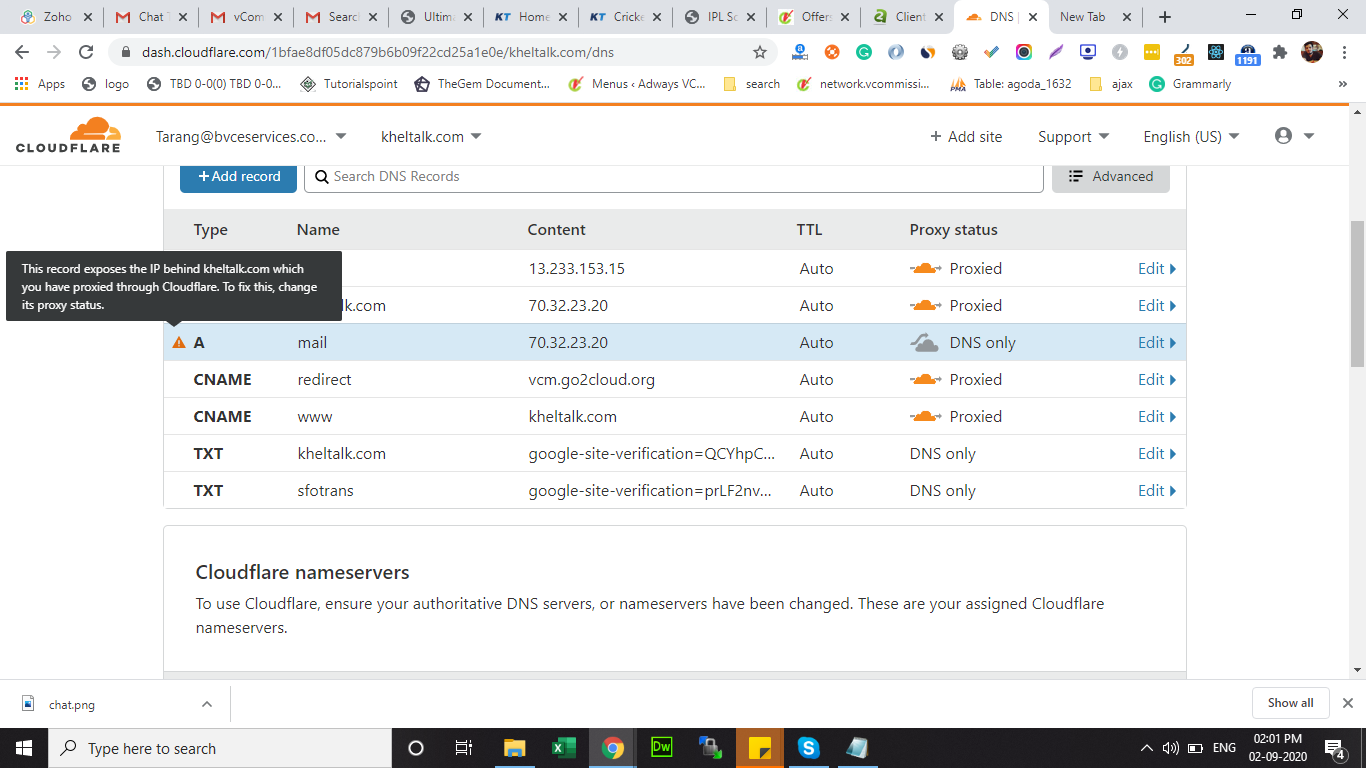 Zoho
Chat T
vCom
Searc
Ultima
KT Home
KT Cricke
IPL Sc
Offers
Client
DNS |
New Tab
dash.cloudflare.com/1bfae8df05dc879b6b09f22cd25a1e0e/kheltalk.com/dns
302
1191
Apps
logo
TBD 0-0(0) TBD 0-0...
Tutorialspoint
TheGem Document...
Menus ‹ Adways VC...
search
network.vcommissi...
PMA Table: agoda_1632
ajax
Grammarly
»
CLOUDFLARE
Tarang@bvceservices.co...
kheltalk.com
+ Add site
Support
English (US)
+ Add record
Search DNS Records
Advanced
Type Name Content TTL Proxy status
This record exposes the IP behind kheltalk.com which
you have proxied through Cloudflare. To fix this, change
its proxy status.
13.233.153.15 Auto Proxied Edit
lk.com 70.32.23.20 Auto Proxied Edit
A mail 70.32.23.20 Auto DNS only Edit
CNAME redirect vcm.go2cloud.org Auto Proxied Edit
CNAME www kheltalk.com Auto Proxied Edit
TXT kheltalk.com google-site-verification=QCYhpC... Auto DNS only Edit
TXT sfotrans google-site-verification=prLF2nv... Auto DNS only Edit
Cloudflare nameservers
To use Cloudflare, ensure your authoritative DNS servers, or nameservers have been changed. These are your assigned Cloudflare
nameservers.
chat.png
Show all
Type here to search
Dw
ENG
02:01 PM
02-09-2020
4